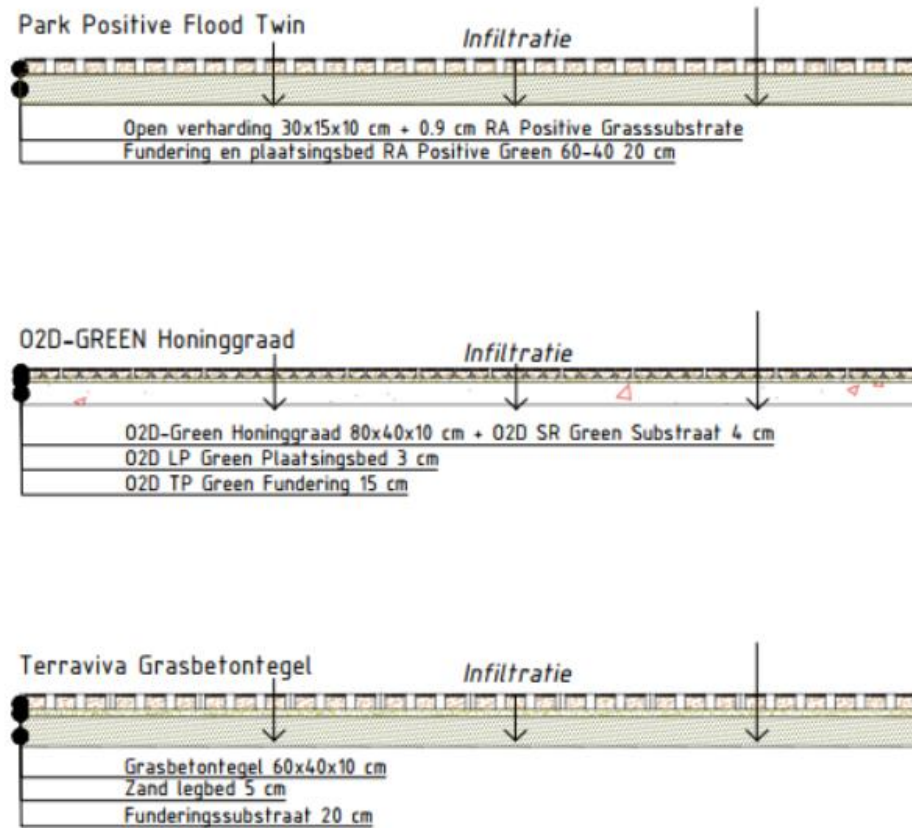 Park Positive Flood Twin
Infiltratie
Open verharding 30x15x10 cm + 0.9 cm RA Positive Grasssubstrate
Fundering en plaatsingsbed RA Positive Green 60-40 20 cm
O2D-GREEN Honinggraad
Infiltratie
O2D-Green Honinggraad 80x40x10 cm + O2D SR Green Substraat 4 cm
O2D LP Green Plaatsingsbed 3 cm
O2D TP Green Fundering 15 cm
Terraviva Grasbetontegel
Infiltratie
Grasbetontegel 60x40x10 cm
Zand legbed 5 cm
Funderingssubstraat 20 cm